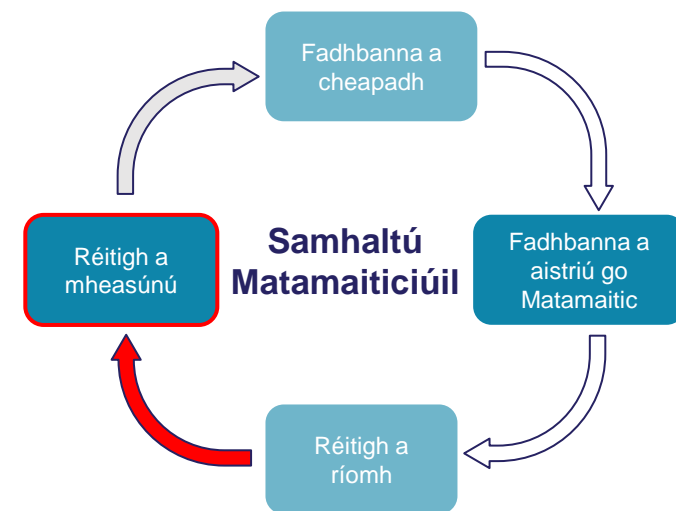 Fadhbanna a
cheapadh
Samhaltú
Matamaiticiúil
Fadhbanna a
aistriú go
Matamaitic
Réitigh a
ríomh
Réitigh a
mheasúnú